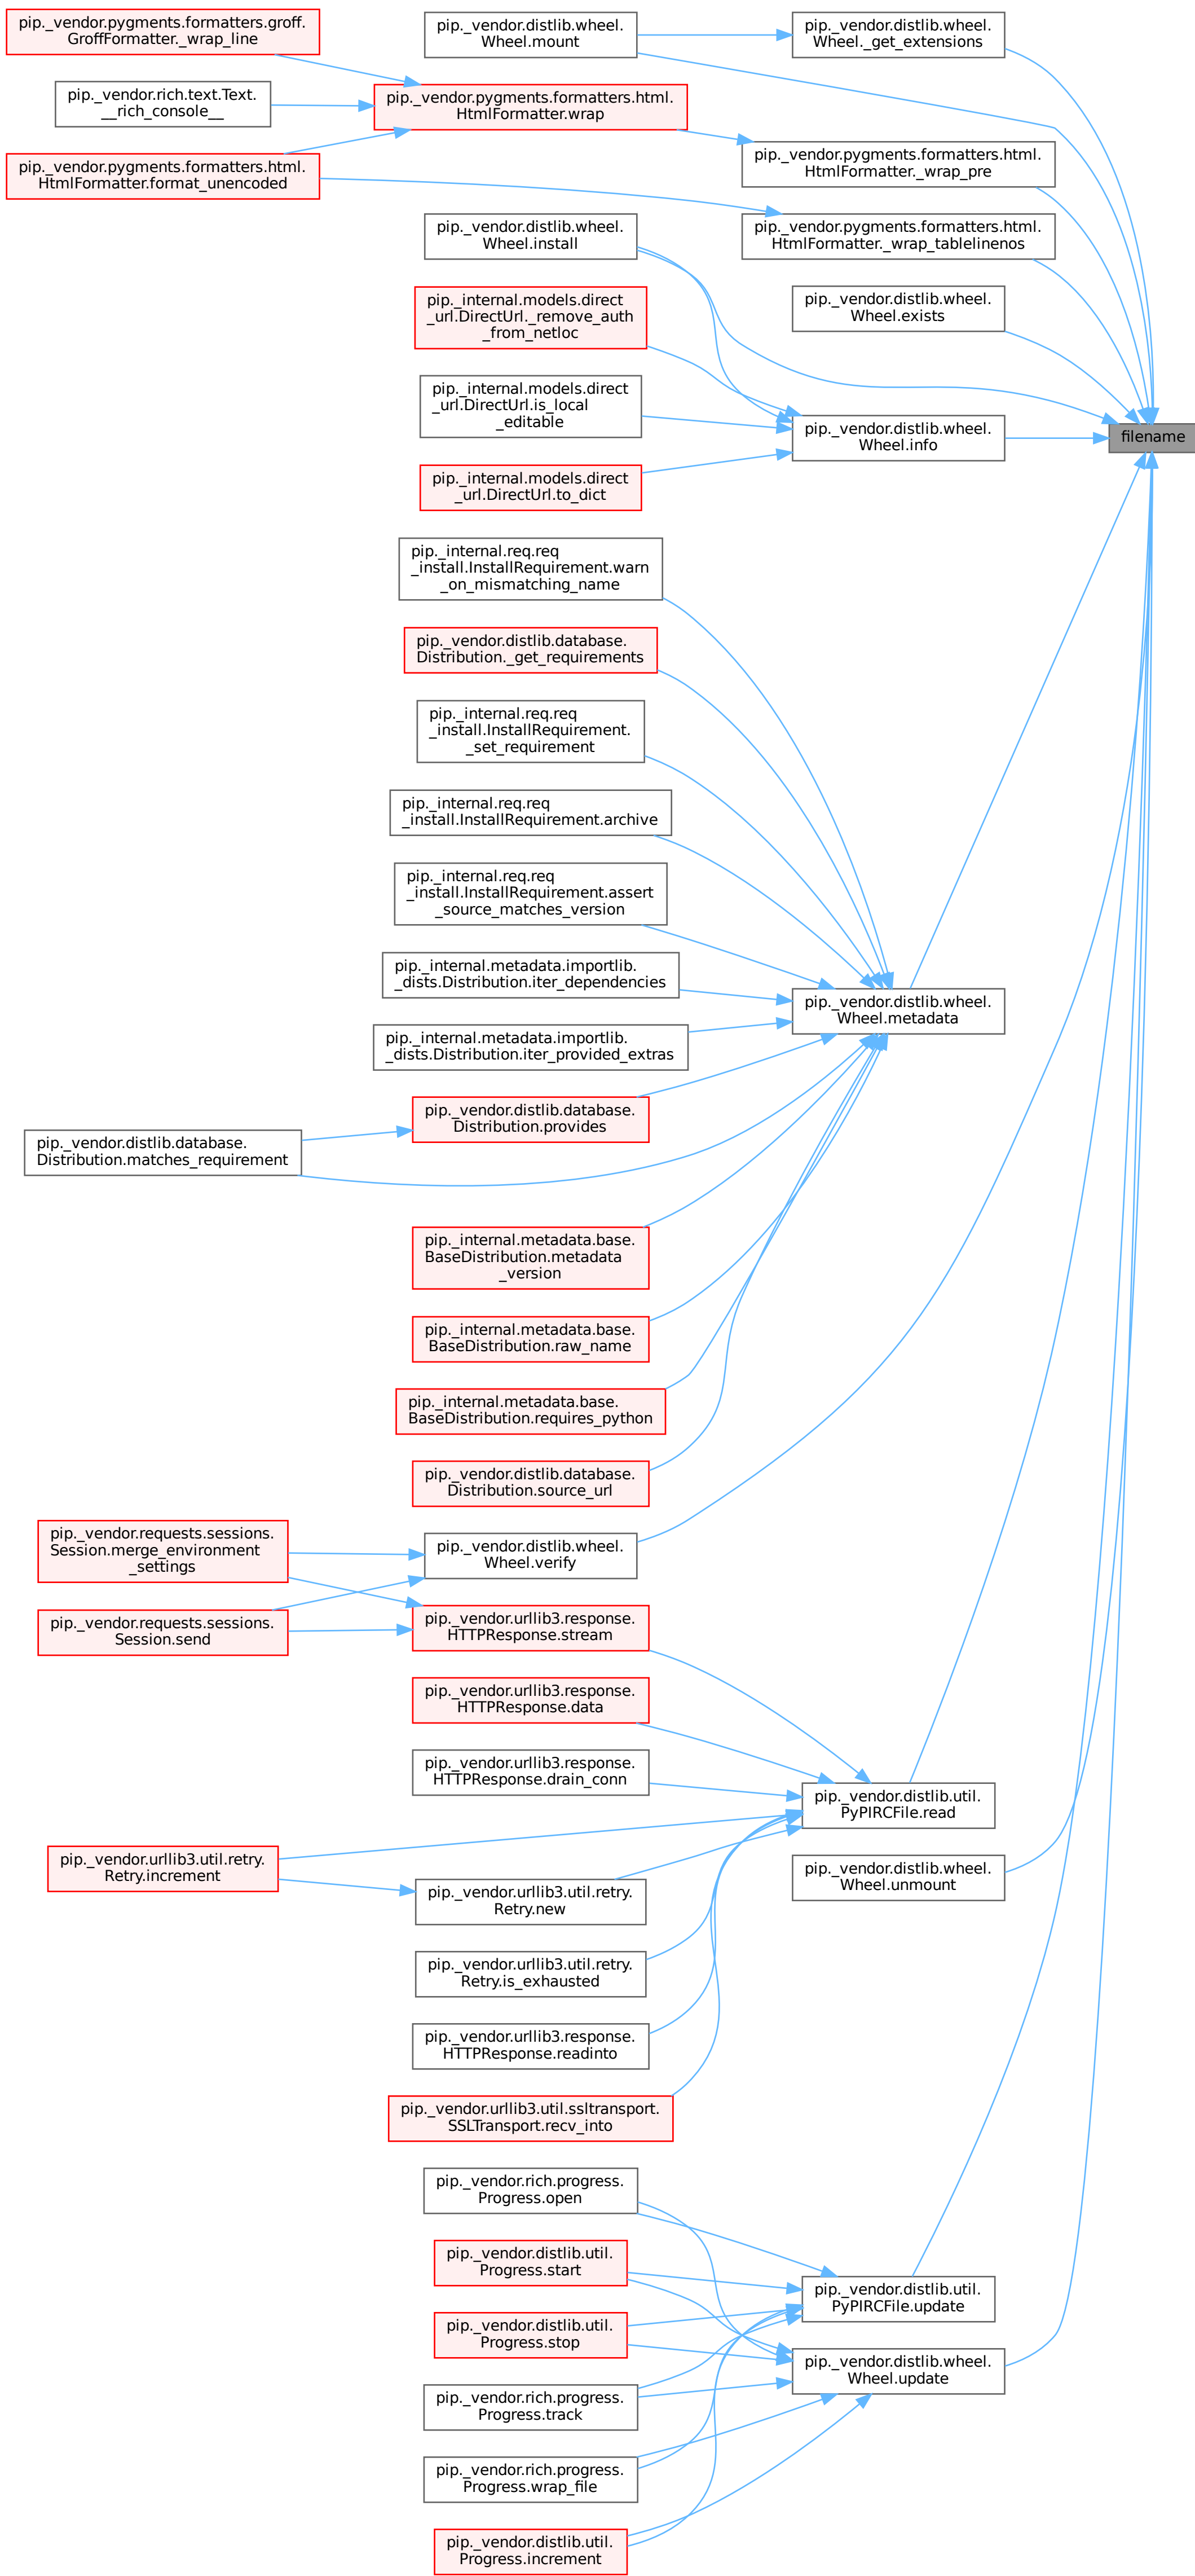 pip._vendor.pygments.formatters.groff.
GroffFormatter._wrap_line
pip._vendor.distlib.wheel.
Wheel.mount
pip._vendor.distlib.wheel.
Wheel._get_extensions
pip._vendor.rich.text.Text.
__rich_console__
pip._vendor.pygments.formatters.html.
HtmlFormatter.wrap
pip._vendor.pygments.formatters.html.
HtmlFormatter.format_unencoded
pip._vendor.pygments.formatters.html.
HtmlFormatter._wrap_pre
pip._vendor.distlib.wheel.
Wheel.install
pip._vendor.pygments.formatters.html.
HtmlFormatter._wrap_tablelinenos
pip._internal.models.direct
_url.DirectUrl._remove_auth
_from_netloc
pip._vendor.distlib.wheel.
Wheel.exists
pip._internal.models.direct
_url.DirectUrl.is_local
_editable
pip._vendor.distlib.wheel.
Wheel.info
filename
pip._internal.models.direct
_url.DirectUrl.to_dict
pip._internal.req.req
_install.InstallRequirement.warn
_on_mismatching_name
pip._vendor.distlib.database.
Distribution._get_requirements
pip._internal.req.req
_install.InstallRequirement.
_set_requirement
pip._internal.req.req
_install.InstallRequirement.archive
pip._internal.req.req
_install.InstallRequirement.assert
_source_matches_version
pip._internal.metadata.importlib.
_dists.Distribution.iter_dependencies
pip._vendor.distlib.wheel.
Wheel.metadata
pip._internal.metadata.importlib.
_dists.Distribution.iter_provided_extras
pip._vendor.distlib.database.
Distribution.provides
pip._vendor.distlib.database.
Distribution.matches_requirement
pip._internal.metadata.base.
BaseDistribution.metadata
_version
pip._internal.metadata.base.
BaseDistribution.raw_name
pip._internal.metadata.base.
BaseDistribution.requires_python
pip._vendor.distlib.database.
Distribution.source_url
pip._vendor.requests.sessions.
Session.merge_environment
_settings
pip._vendor.distlib.wheel.
Wheel.verify
pip._vendor.requests.sessions.
Session.send
pip._vendor.urllib3.response.
HTTPResponse.stream
pip._vendor.urllib3.response.
HTTPResponse.data
pip._vendor.urllib3.response.
HTTPResponse.drain_conn
pip._vendor.distlib.util.
PyPIRCFile.read
pip._vendor.urllib3.util.retry.
Retry.increment
pip._vendor.urllib3.util.retry.
Retry.new
pip._vendor.distlib.wheel.
Wheel.unmount
pip._vendor.urllib3.util.retry.
Retry.is_exhausted
pip._vendor.urllib3.response.
HTTPResponse.readinto
pip._vendor.urllib3.util.ssltransport.
SSLTransport.recv_into
pip._vendor.rich.progress.
Progress.open
pip._vendor.distlib.util.
Progress.start
pip._vendor.distlib.util.
PyPIRCFile.update
pip._vendor.distlib.util.
Progress.stop
pip._vendor.distlib.wheel.
Wheel.update
pip._vendor.rich.progress.
Progress.track
pip._vendor.rich.progress.
Progress.wrap_file
pip._vendor.distlib.util.
Progress.increment